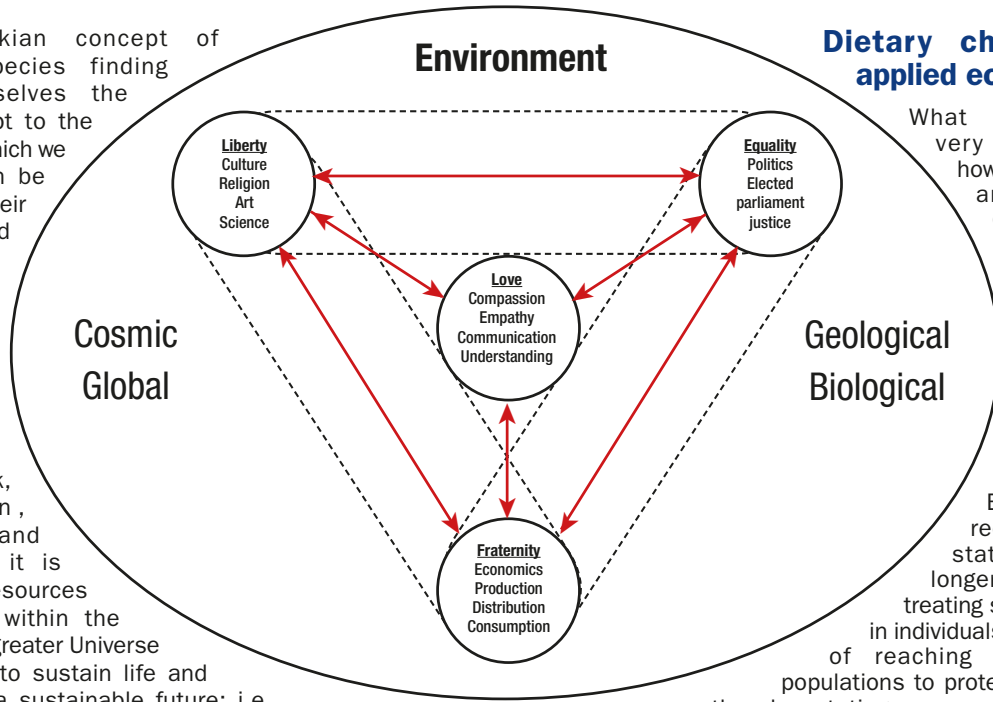 kian concept of
pecies finding
selves the
pt to the
hich we
n be
eir
d
k,
n ,
and
it is
esources
within the
greater Universe
to sustain life and
a sustainable future; i.e
Environment
Liberty
Culture
Religion
Art
Science
Equality
Politics
Elected
parliament
justice
Love
Compassion
Empathy
Communication
Understanding
Cosmic
Global
Geological
Biological
Fraternity
Economics
Production
Distribution
Consumption
Dietary ch
applied ec
What
very
how
ar
E
re
stat
longer
treating s
in individuals
of reaching
populations to prote